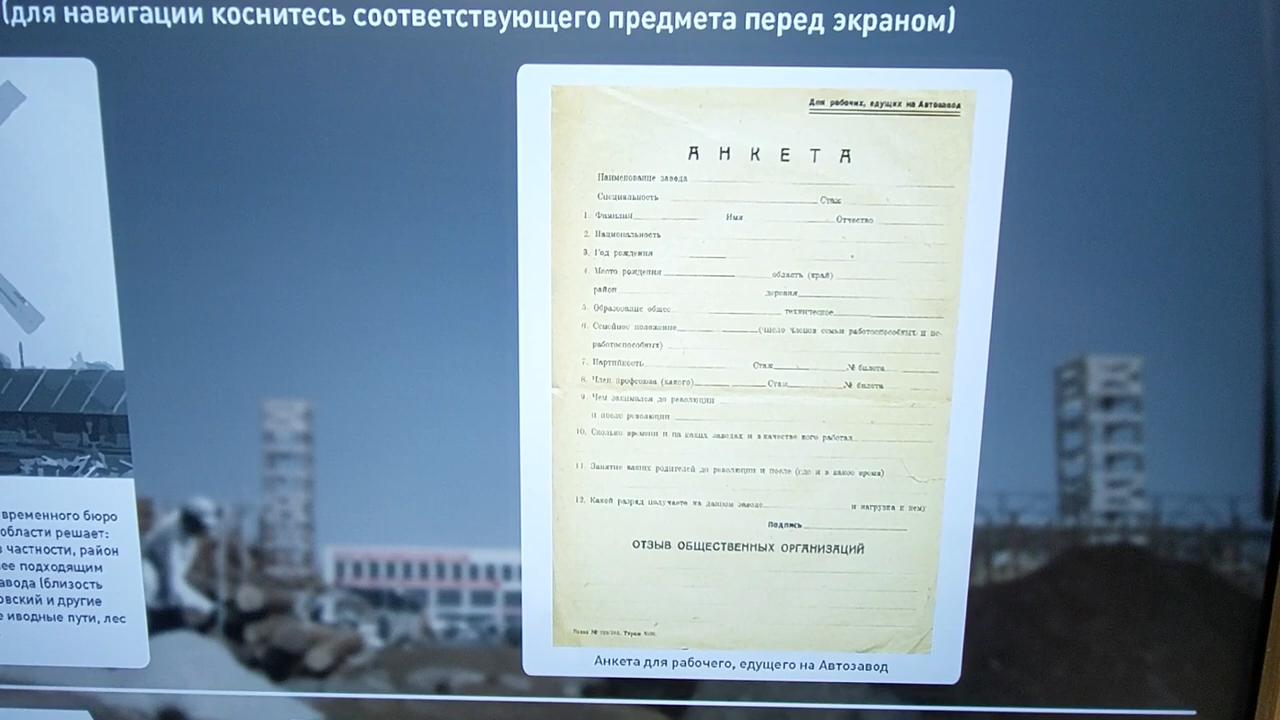 (для навигации коснитесь соответствующего предмета перед экраном)
временного бюро
области решает:
частности, район
ее подходящим
авода (близость
овский и другие
е иводные пути, лес
Для рабочих, едущих на Автозавод
АНКЕТА
Наименование завода
Специальность Стаж
1. Фамилия Имя Отчество
2. Национальность
3. Год рождения
4. Место рождения область (край)
район деревня
5. Образование общее техническое
6. Семейное положение (число членов семьи работоспособных и не-
работоспособных)
7. Партийность Стаж № билета
8. Член профсоюза (какого) Стаж № билета
9. Чем занимался до революции
и после революции
10. Сколько времени и на каких заводах и в качестве кого работал
11. Занятие ваших родителей до революции и после (где и в какое время)
12. Какой разряд получаете на данном заводе и нагрузка к нему
Подпись
ОТЗЫВ ОБЩЕСТВЕННЫХ ОРГАНИЗАЦИЙ
Тираж
Анкета для рабочего, едущего на Автозавод